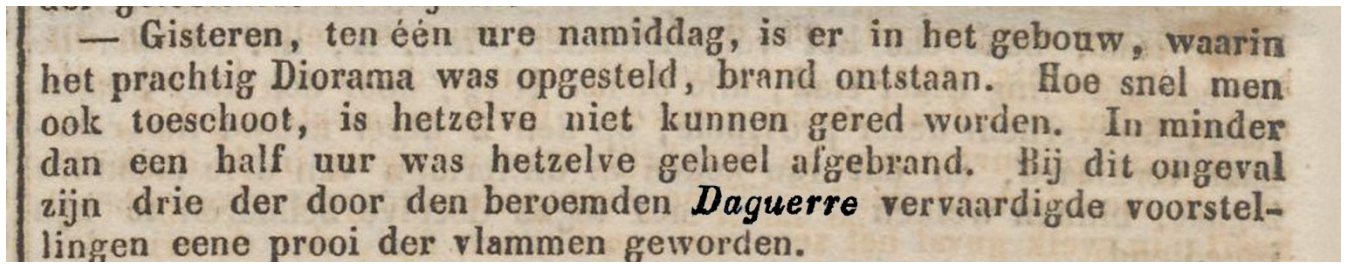 — Gisteren, ten één ure namiddag, is er in het gebouw, waarin
het prachtig Diorama was opgesteld, brand ontstaan. Hoe snel men
ook toeschoot, is hetzelve niet kunnen gered worden. In minder
dan een half uur was hetzelve geheel afgebrand. Bij dit ongeval
zijn drie der door den beroemden Daguerre vervaardigde voorstel-
lingen eene prooi der vlammen geworden.